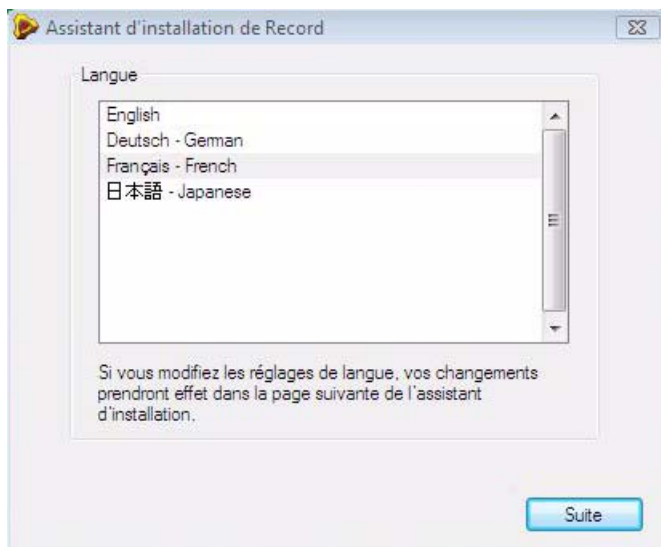 Assistant d'installation de Record
Langue
English
Deutsch - German
Français - French
日本語 - Japanese
Si vous modifiez les réglages de langue, vos changements
prendront effet dans la page suivante de l'assistant
d'installation.
Suite